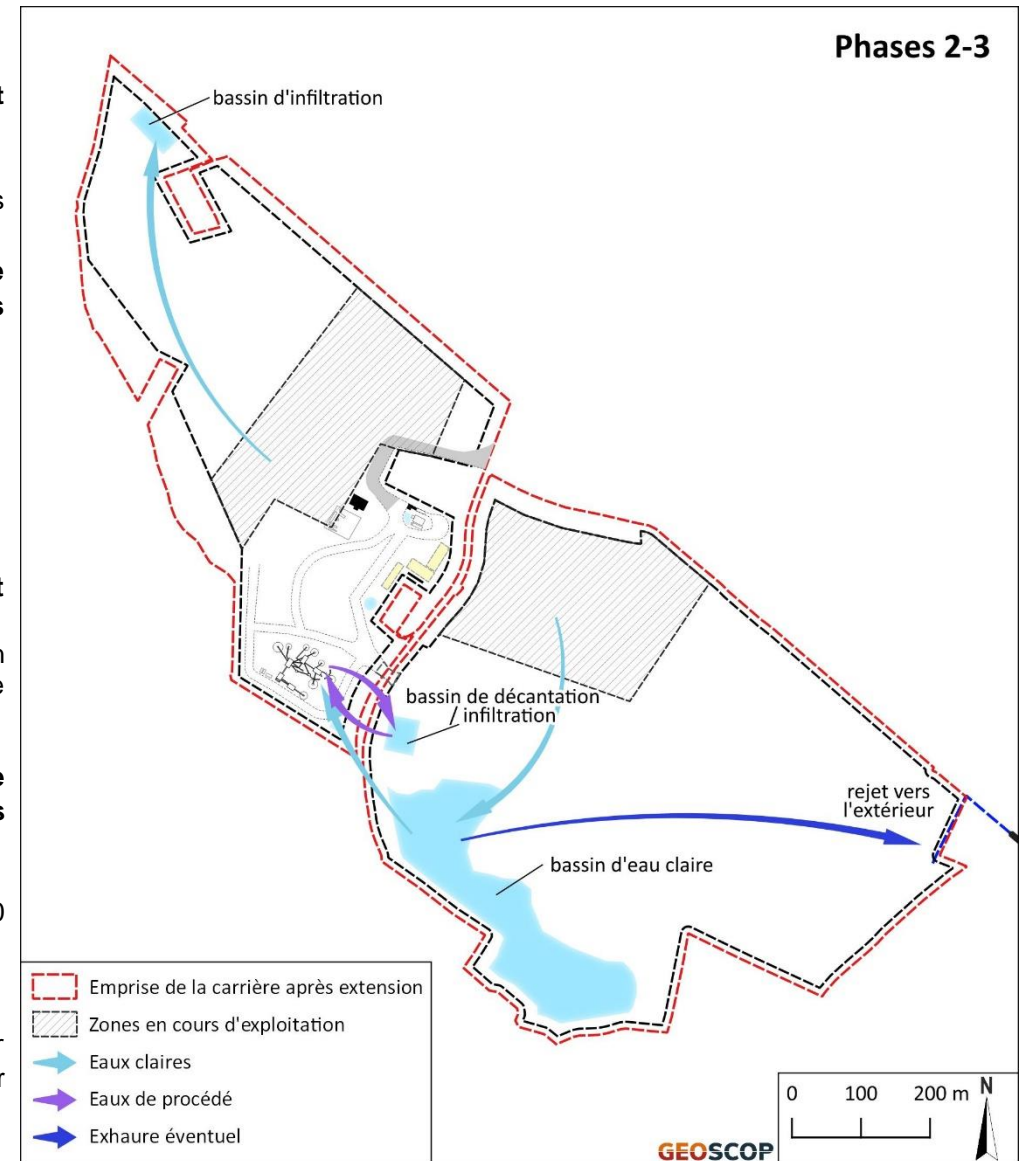 Phases 2-3
bassin d'infiltration
bassin de décantation
infiltration
rejet vers
l'extérieur
bassin d'eau claire
Emprise de la carrière après extension
Zones en cours d'exploitation
Eaux claires
Eaux de procédé
Exhaure éventuel
0 100 200 m N
GEOSCOP